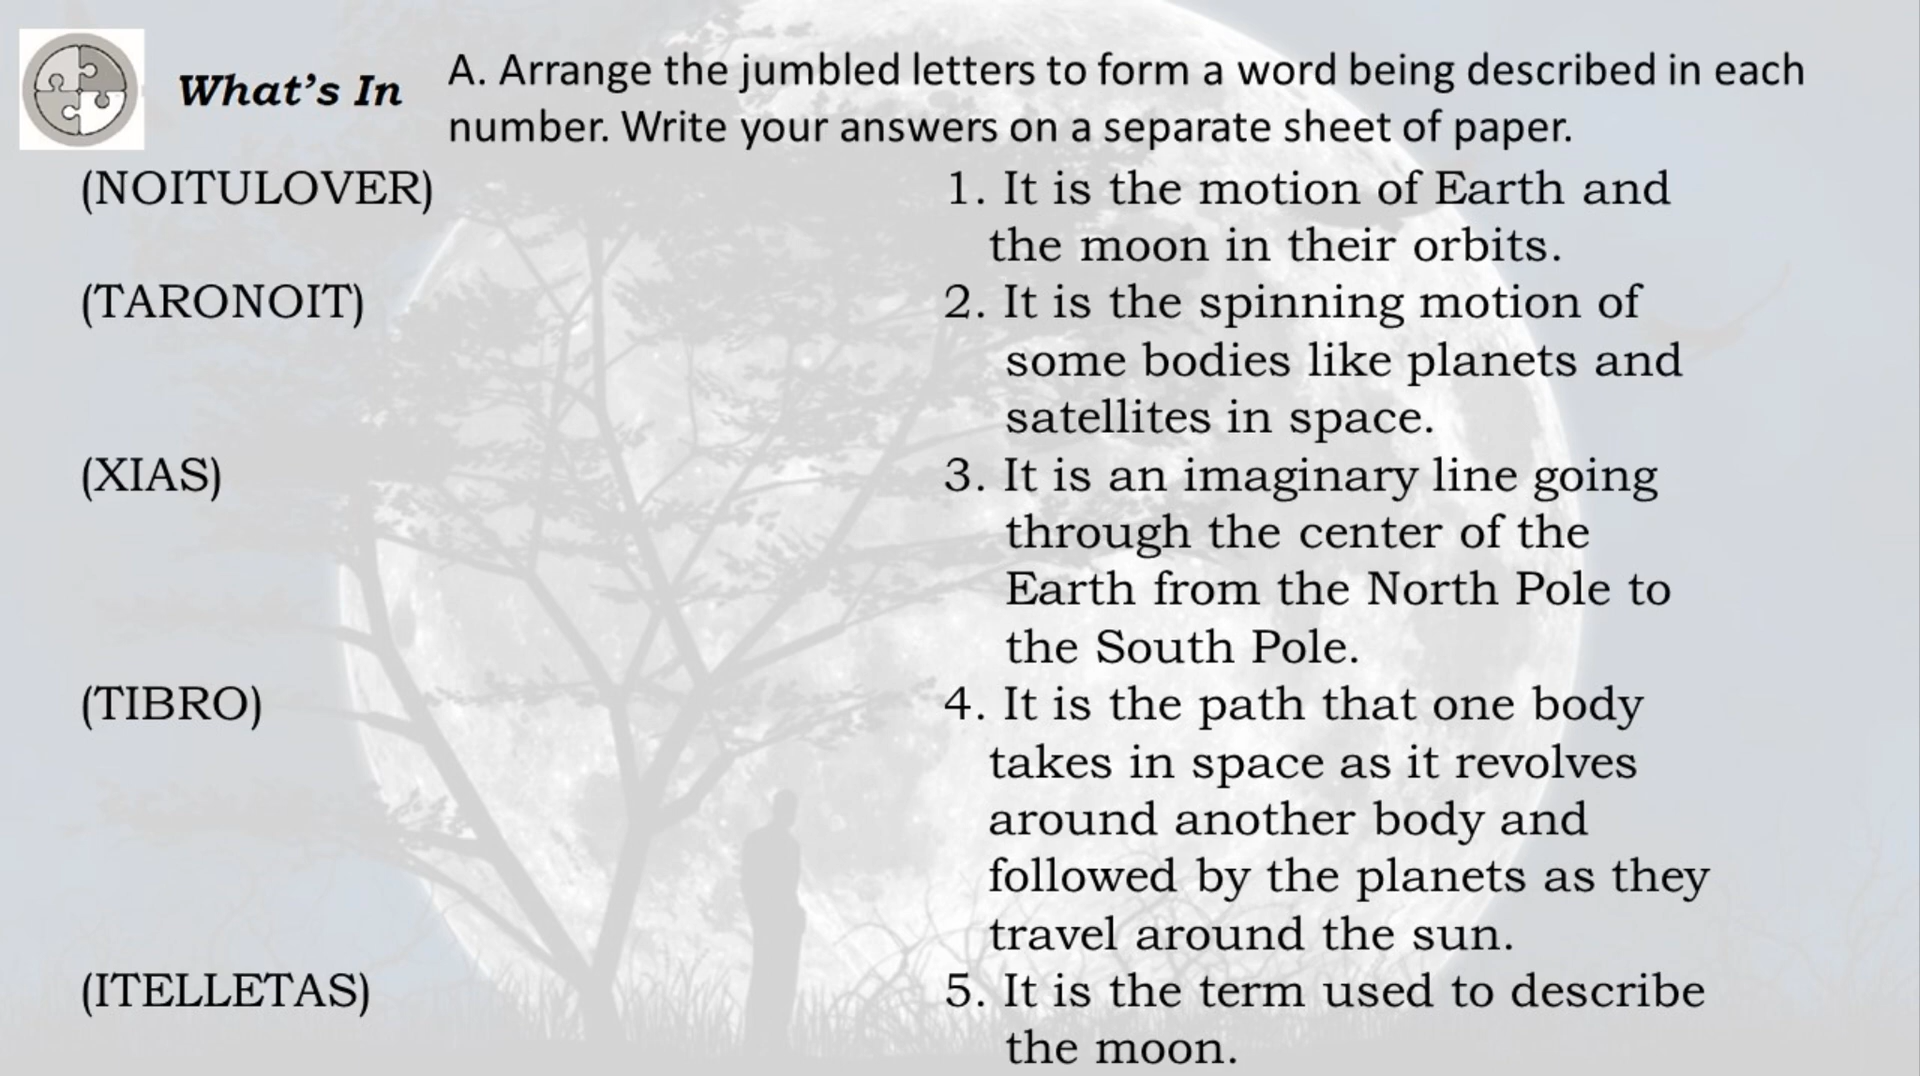 What's In
A. Arrange the jumbled letters to form a word being described in each
number. Write your answers on a separate sheet of paper.
(NOITULOVER)
1. It is the motion of Earth and
the moon in their orbits.
(TARONOIT)
2. It is the spinning motion of
some bodies like planets and
satellites in space.
(XIAS)
3. It is an imaginary line going
through the center of the
Earth from the North Pole to
the South Pole.
(TIBRO)
4. It is the path that one body
takes in space as it revolves
around another body and
followed by the planets as they
travel around the sun.
(ITELLETAS)
5. It is the term used to describe
the moon.